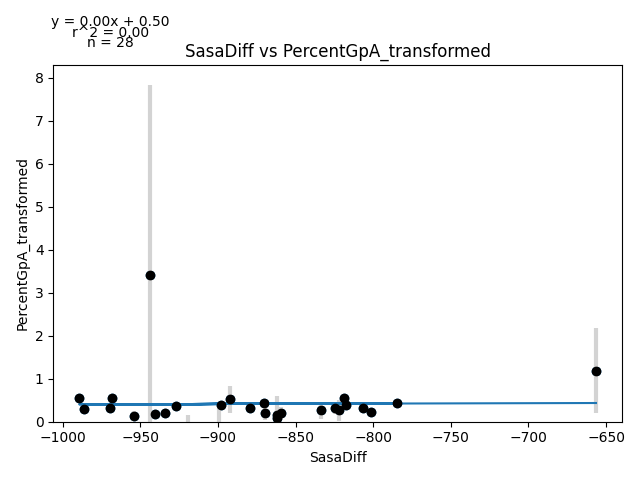 y = 0.00x + 0.50
r^2 = 0.00
n = 28
SasaDiff vs PercentGpA_transformed
8
7
6
5
4
3
2
1
0
PercentGpA_transformed
−1000 −950 −900 −850 −800 −750 −700 −650
SasaDiff